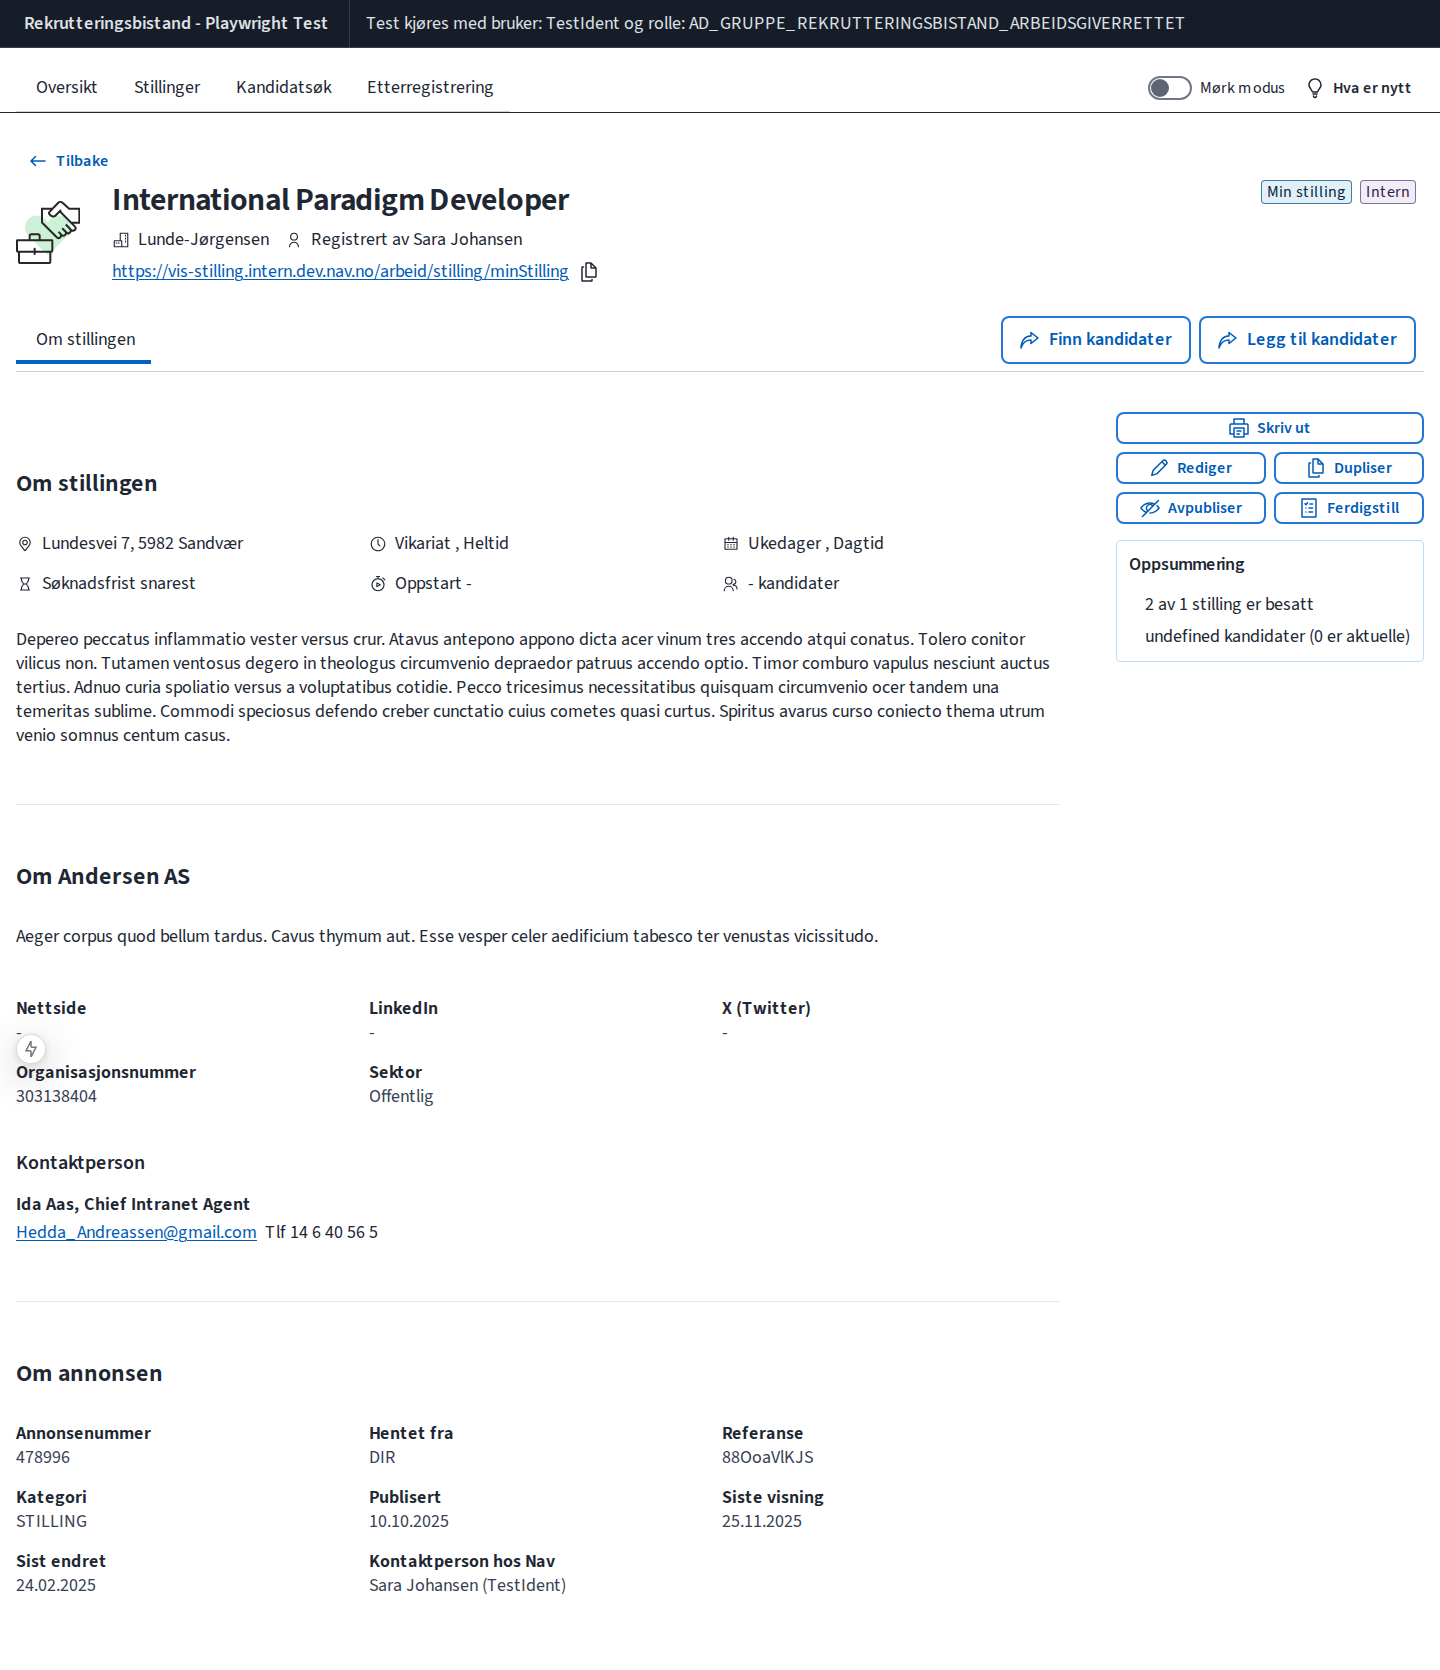 Rekrutteringsbistand - Playwright Test
Test kjøres med bruker: TestIdent og rolle: AD_GRUPPE_REKRUTTERINGSBISTAND_ARBEIDSGIVERRETTET
Oversikt
Stillinger
Kandidatsøk
Etterregistrering
Mørk modus
Hva er nytt
Tilbake
International Paradigm Developer
Min stilling
Intern
Lunde-Jørgensen
Registrert av Sara Johansen
https://vis-stilling.intern.dev.nav.no/arbeid/stilling/minStilling
Om stillingen
Finn kandidater
Legg til kandidater
Skriv ut
Rediger
Dupliser
Avpubliser
Ferdigstill
Oppsummering
2 av 1 stilling er besatt
undefined kandidater (0 er aktuelle)
Om stillingen
Lundesvei 7, 5982 Sandvær
Vikariat , Heltid
Ukedager , Dagtid
Søknadsfrist snarest
Oppstart -
- kandidater
Depereo peccatus inflammatio vester versus crur. Atavus antepono appono dicta acer vinum tres accendo atqui conatus. Tolero conitor
vilicus non. Tutamen ventosus degero in theologus circumvenio depraedor patruus accendo optio. Timor comburo vapulus nesciunt auctus
tertius. Adnuo curia spoliatio versus a voluptatibus cotidie. Pecco tricesimus necessitatibus quisquam circumvenio ocer tandem una
temeritas sublime. Commodi speciosus defendo creber cunctatio cuius cometes quasi curtus. Spiritus avarus curso coniecto thema utrum
venio somnus centum casus.
Om Andersen AS
Aeger corpus quod bellum tardus. Cavus thymum aut. Esse vesper celer aedificium tabesco ter venustas vicissitudo.
Nettside
-
LinkedIn
-
X (Twitter)
-
Organisasjonsnummer
303138404
Sektor
Offentlig
Kontaktperson
Ida Aas, Chief Intranet Agent
Hedda_Andreassen@gmail.com Tlf 14 6 40 56 5
Om annonsen
Annonsenummer
478996
Hentet fra
DIR
Referanse
88OoaVlKJS
Kategori
STILLING
Publisert
10.10.2025
Siste visning
25.11.2025
Sist endret
24.02.2025
Kontaktperson hos Nav
Sara Johansen (TestIdent)